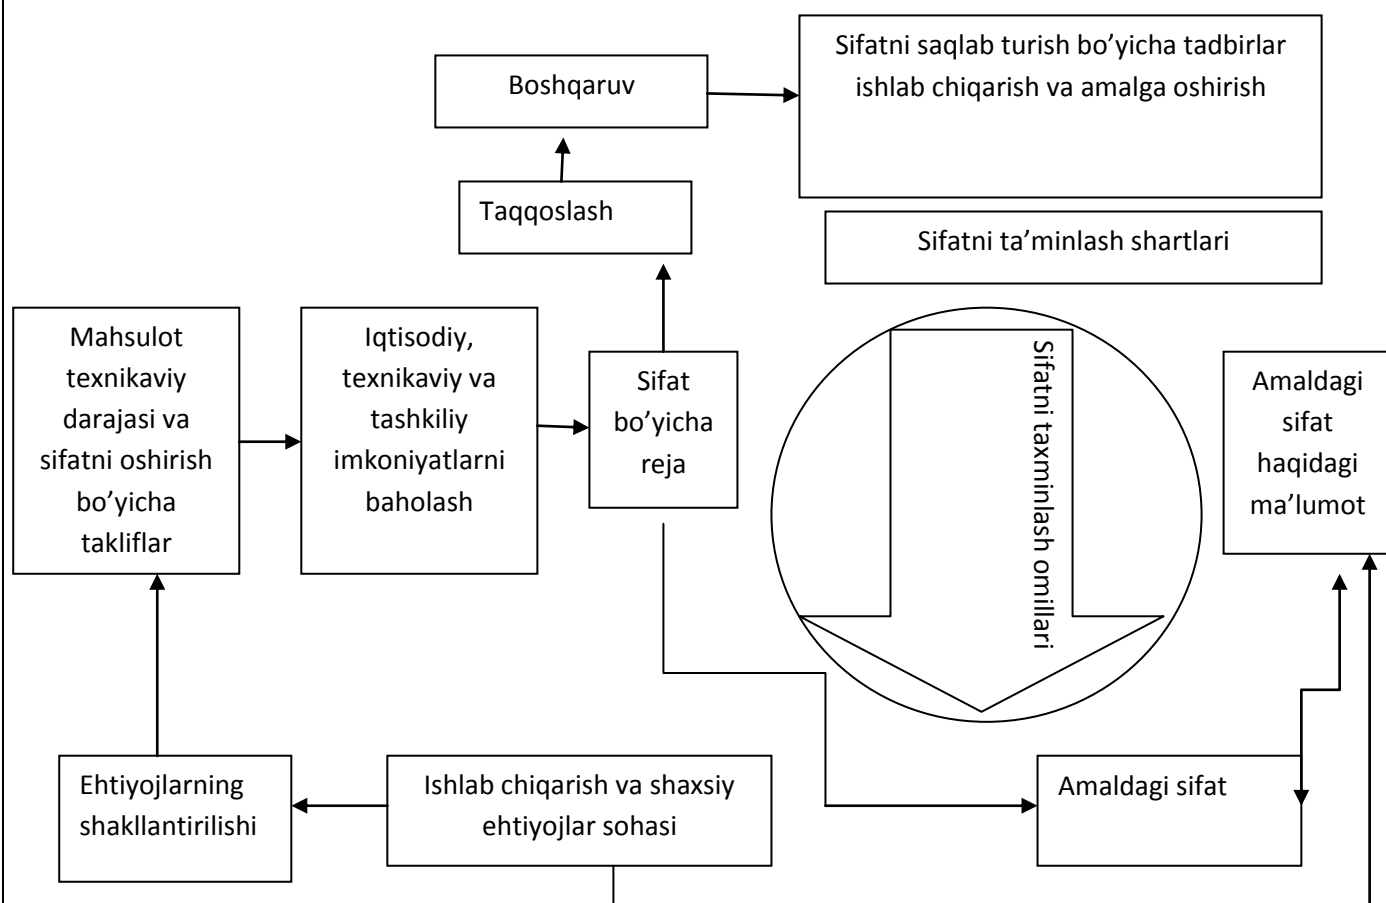 Sifatni saqlab turish bo’yicha tadbirlar
ishlab chiqarish va amalga oshirish
Boshqaruv
Taqqoslash
Sifatni ta’minlash shartlari
Mahsulot
texnikaviy
darajasi va
sifatni oshirish
bo’yicha
takliflar
Iqtisodiy,
texnikaviy va
tashkiliy
imkoniyatlarni
baholash
Sifat
bo’yicha
reja
Sifatni taxminlash omillari
Amaldagi
sifat
haqidagi
ma’lumot
Ehtiyojlarning
shakllantirilishi
Ishlab chiqarish va shaxsiy
ehtiyojlar sohasi
Amaldagi sifat